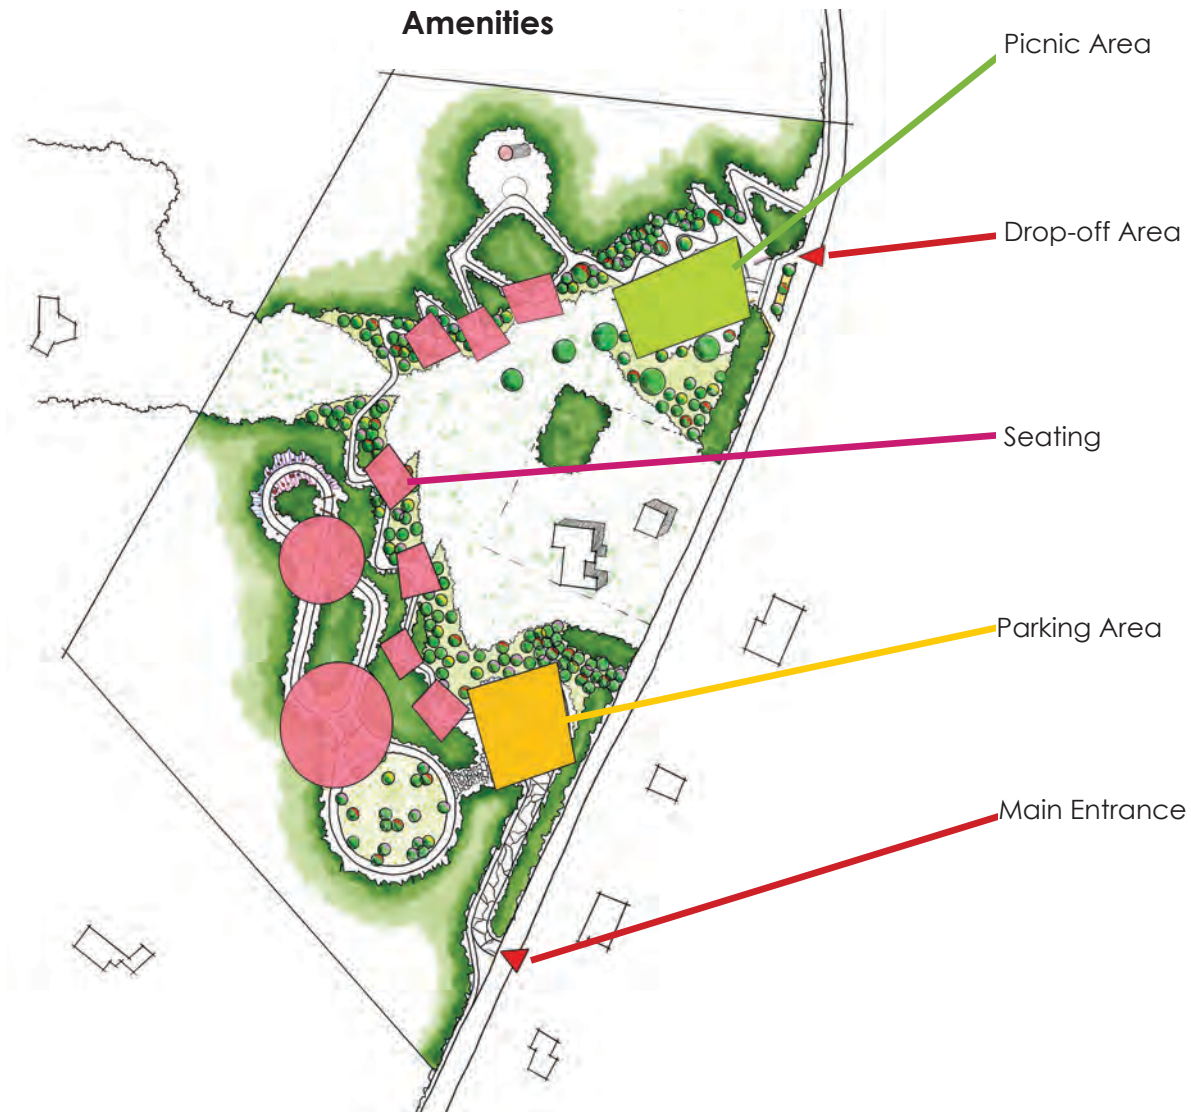 Amenities
Picnic Area
Drop-off Area
Seating
Parking Area
Main Entrance